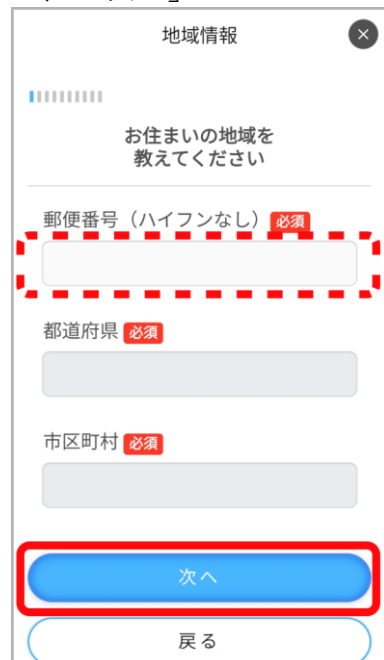 地域情報
お住まいの地域を
教えてください
郵便番号（ハイフンなし） 必須
都道府県 必須
市区町村 必須
次へ
戻る